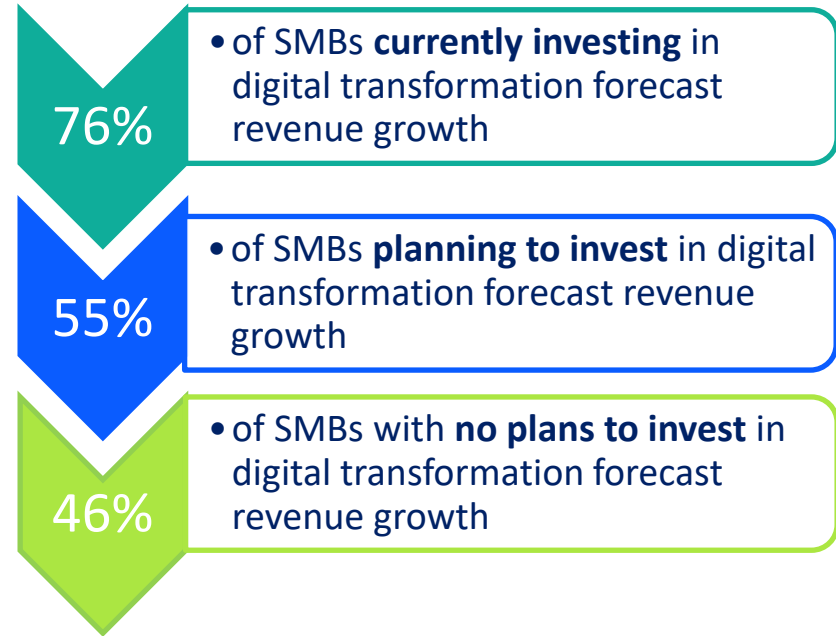 76%
• of SMBs currently investing in
digital transformation forecast
revenue growth
55%
• of SMBs planning to invest in digital
transformation forecast revenue
growth
46%
• of SMBs with no plans to invest in
digital transformation forecast
revenue growth